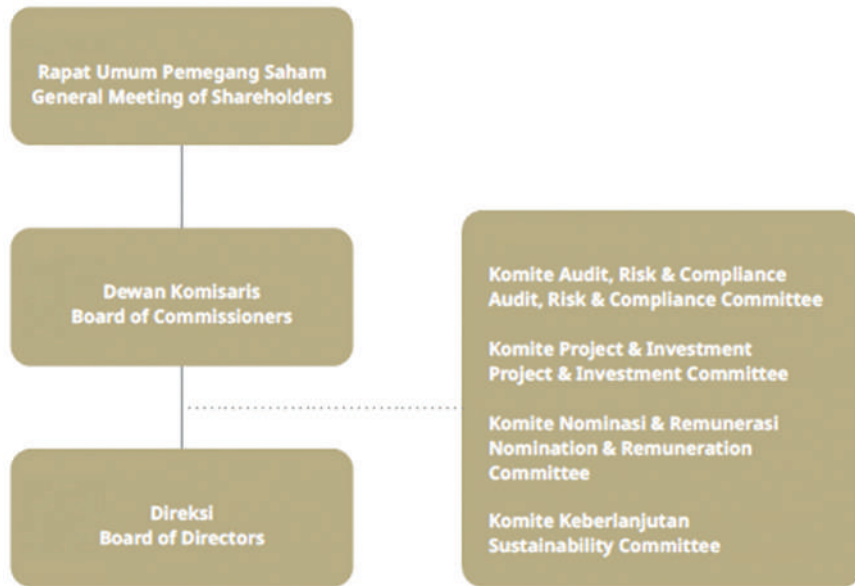 Rapat Umum Pemegang Saham
General Meeting of Shareholders
Dewan Komisaris
Board of Commissioners
Komite Audit, Risk & Compliance
Audit, Risk & Compliance Committee
Komite Project & Investment
Project & Investment Committee
Komite Nominasi & Remunerasi
Nomination & Remuneration
Committee
Komite Keberlanjutan
Sustainability Committee
Direksi
Board of Directors